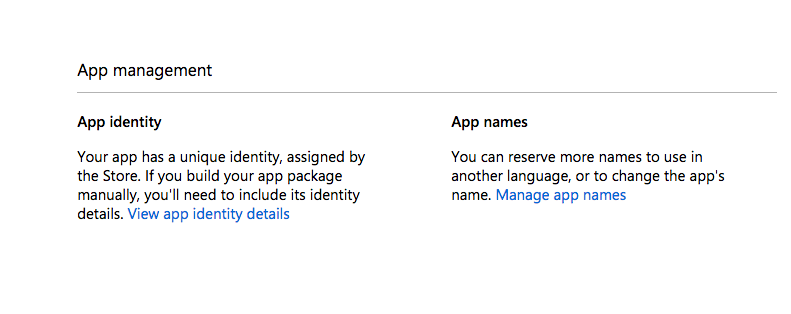 App management
App identity
Your app has a unique identity, assigned by
the Store. If you build your app package
manually, you'll need to include its identity
details. View app identity details
App names
You can reserve more names to use in
another language, or to change the app's
name. Manage app names